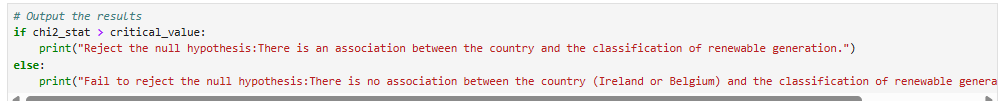 # Output the results
if chi2_stat > critical_value:
    print("Reject the null hypothesis:There is an association between the country and the classification of renewable generation.")
else:
    print("Fail to reject the null hypothesis:There is no association between the country (Ireland or Belgium) and the classification of renewable genera